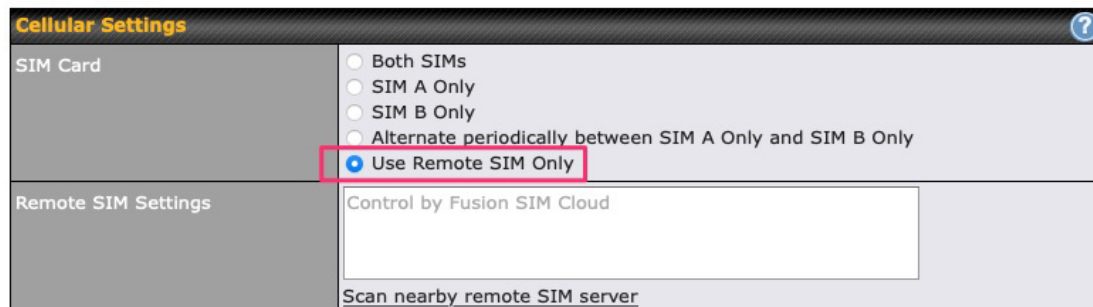 Cellular Settings
?
SIM Card
Both SIMs
SIM A Only
SIM B Only
Alternate periodically between SIM A Only and SIM B Only
Use Remote SIM Only
Remote SIM Settings
Control by Fusion SIM Cloud
Scan nearby remote SIM server